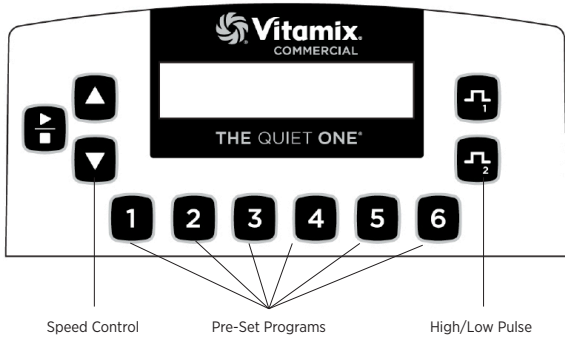 Vitamix.
COMMERCIAL
THE QUIET ONE®
1
2
1 2 3 4 5 6
Speed Control Pre-Set Programs High/Low Pulse